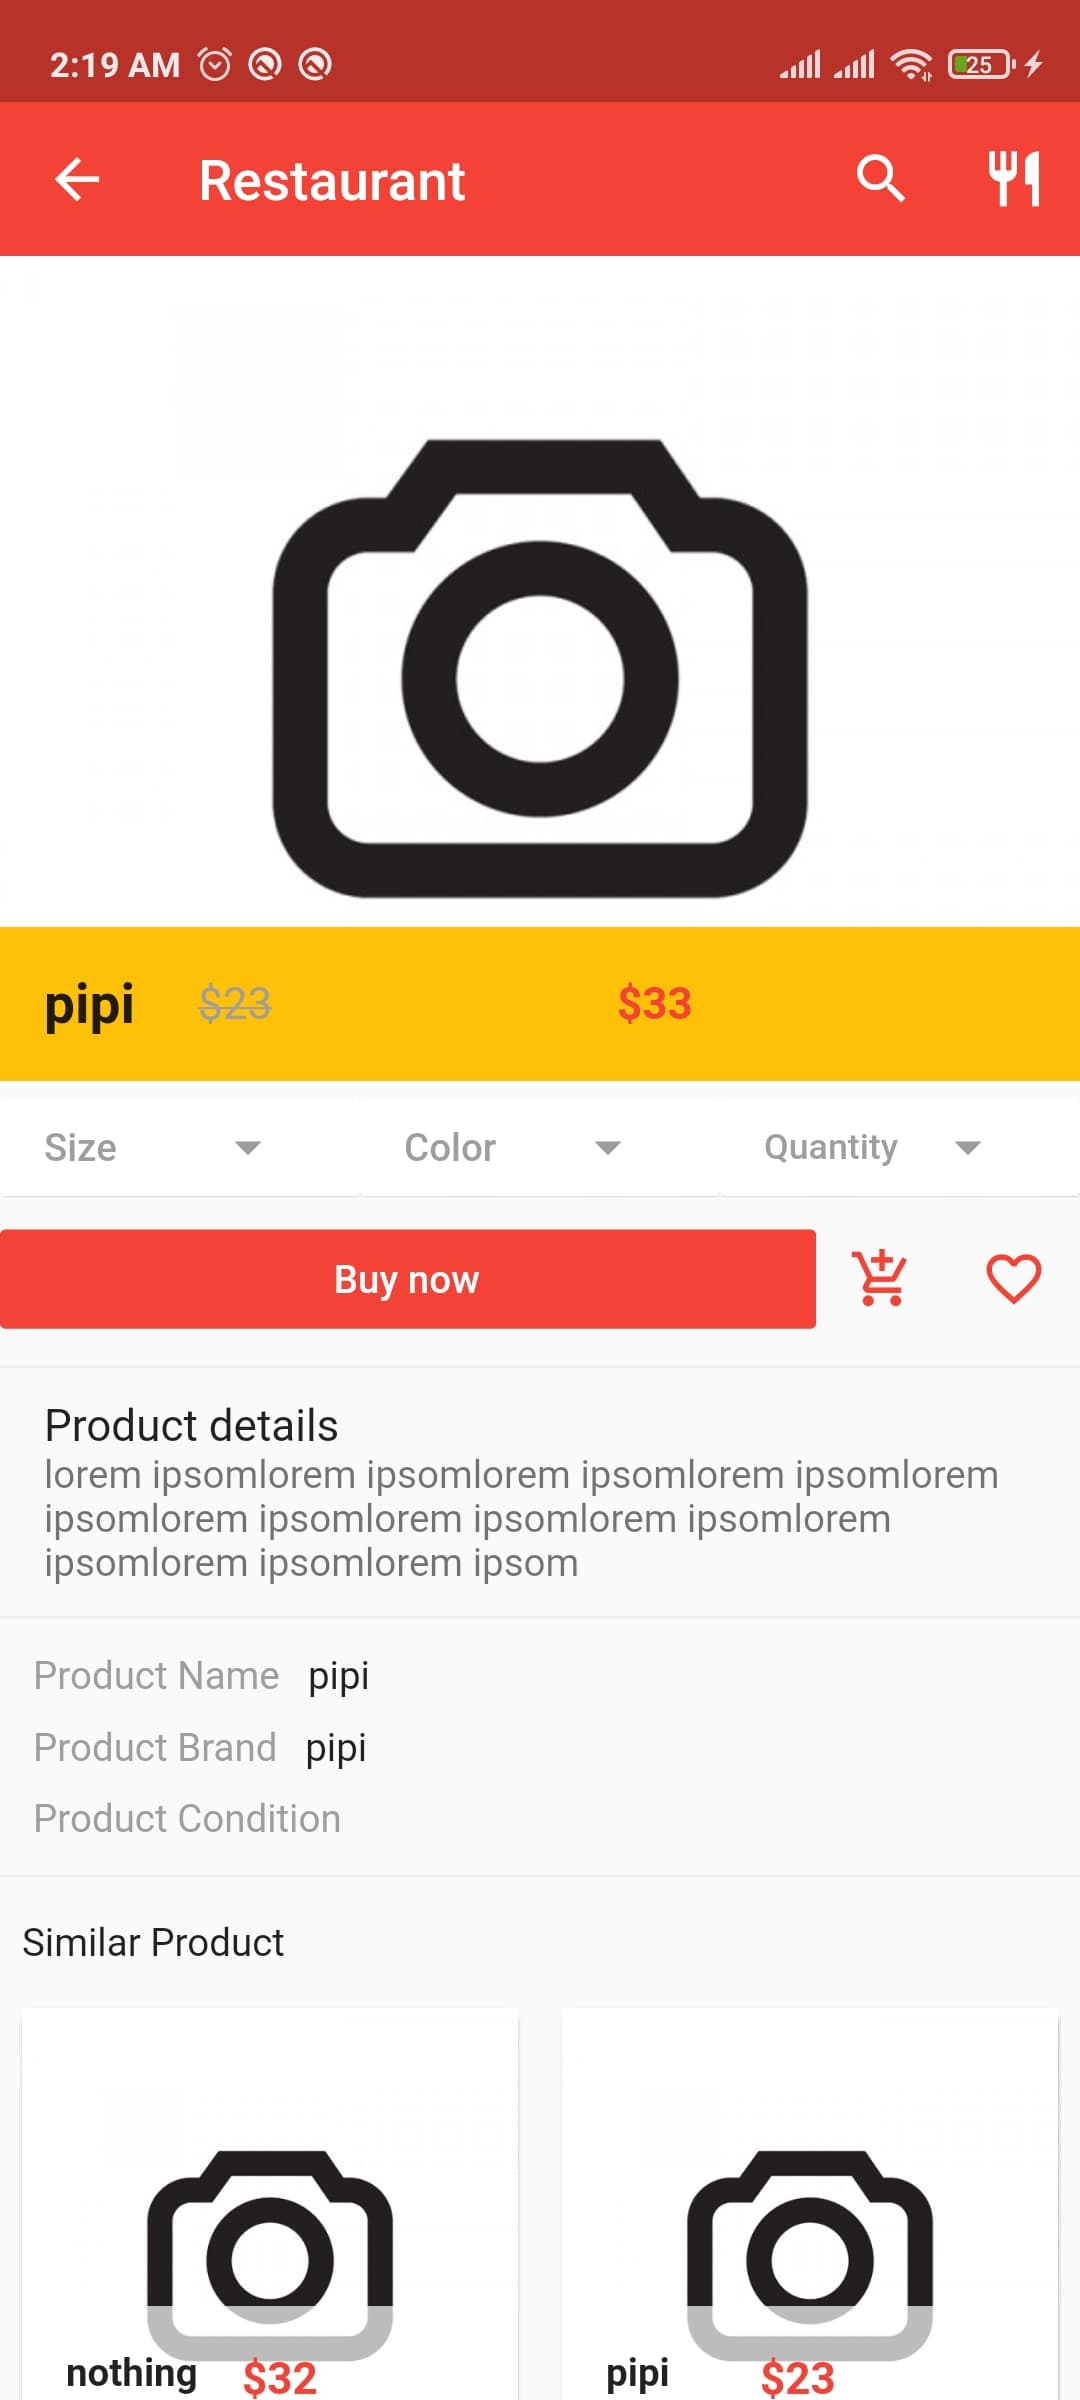 2:19 AM
25
Restaurant
pipi $23 $33
Size Color Quantity
Buy now
Product details
lorem ipsomlorem ipsomlorem ipsomlorem ipsomlorem
ipsomlorem ipsomlorem ipsomlorem ipsomlorem
ipsomlorem ipsomlorem ipsom
Product Name pipi
Product Brand pipi
Product Condition
Similar Product
nothing $32
pipi $23